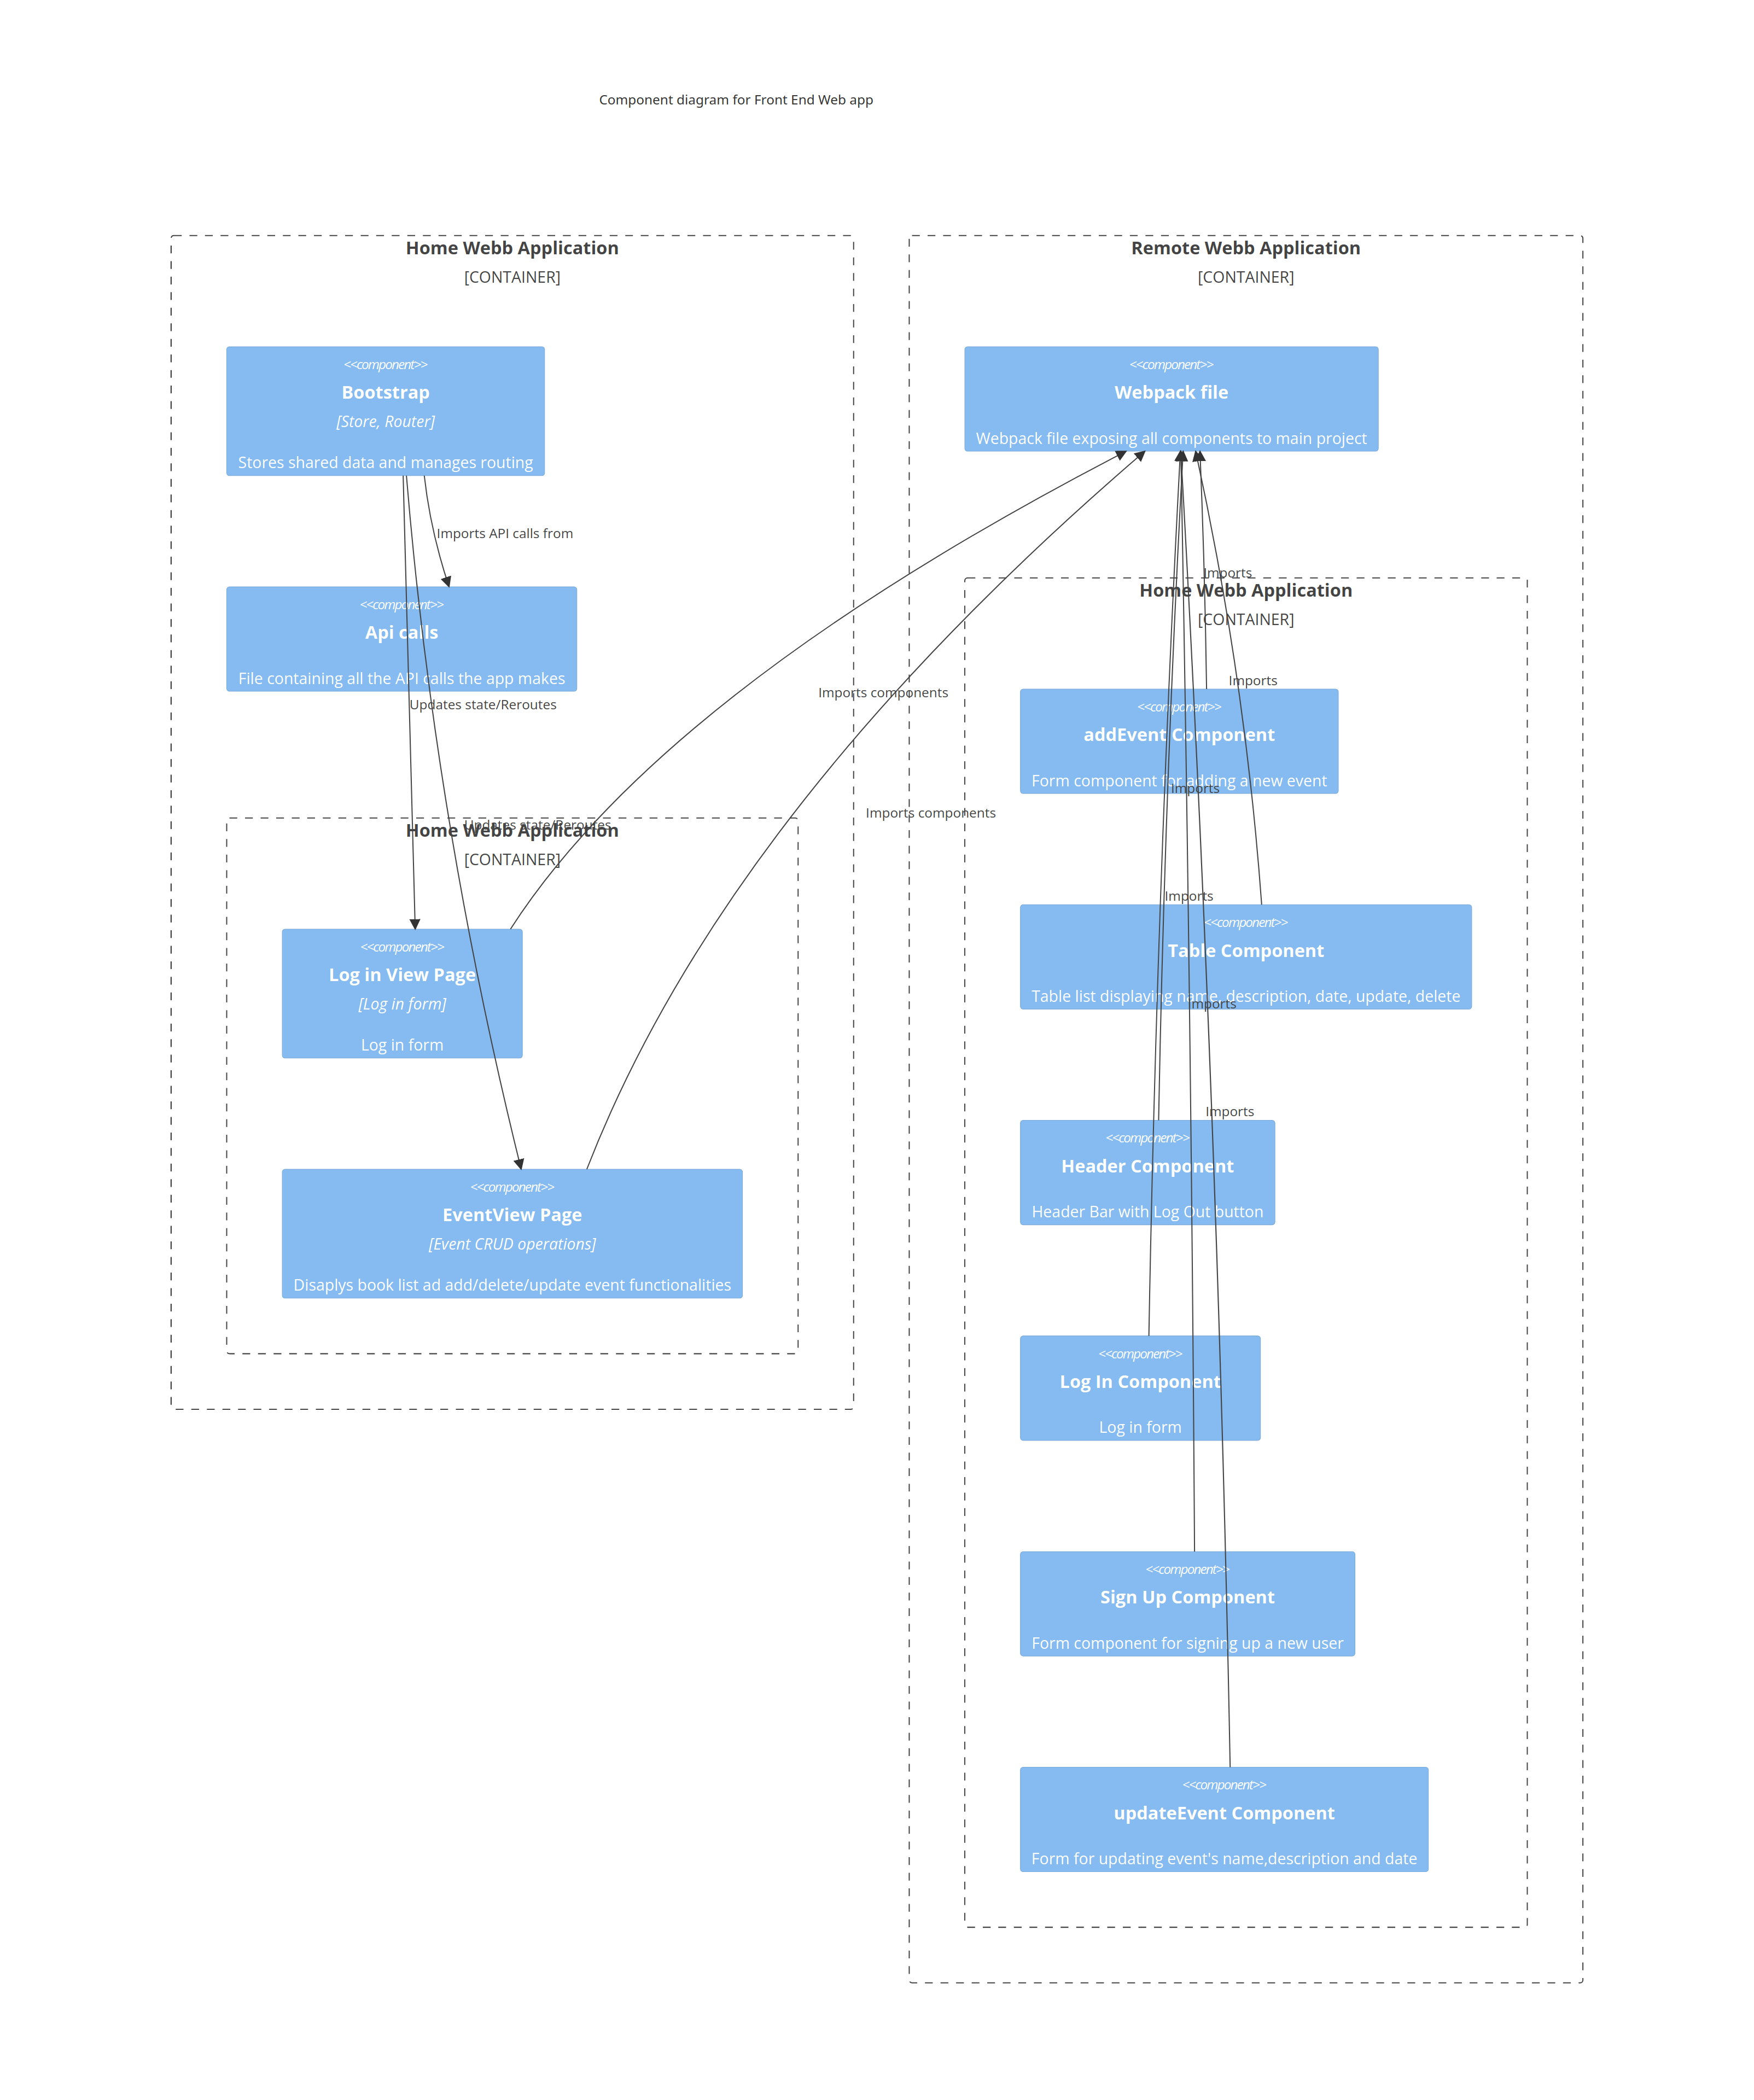 Component diagram for Front End Web app
Home Webb Application
[CONTAINER]
<<component>>
Bootstrap
[Store, Router]
Stores shared data and manages routing
Imports API calls from
<<component>>
Api calls
File containing all the API calls the app makes
Updates state/Reroutes
Updates state/Reroutes
Home Webb Application
[CONTAINER]
<<component>>
Log in View Page
[Log in form]
Log in form
<<component>>
EventView Page
[Event CRUD operations]
Disaplys book list ad add/delete/update event functionalities
Imports components
Imports components
Remote Webb Application
[CONTAINER]
<<component>>
Webpack file
Webpack file exposing all components to main project
Imports
Home Webb Application
[CONTAINER]
Imports
<<component>>
addEvent Component
Form component for adding a new event
Imports
Imports
<<component>>
Table Component
Table list displaying name, description, date, update, delete
Imports
Imports
<<component>>
Header Component
Header Bar with Log Out button
<<component>>
Log In Component
Log in form
<<component>>
Sign Up Component
Form component for signing up a new user
<<component>>
updateEvent Component
Form for updating event's name,description and date